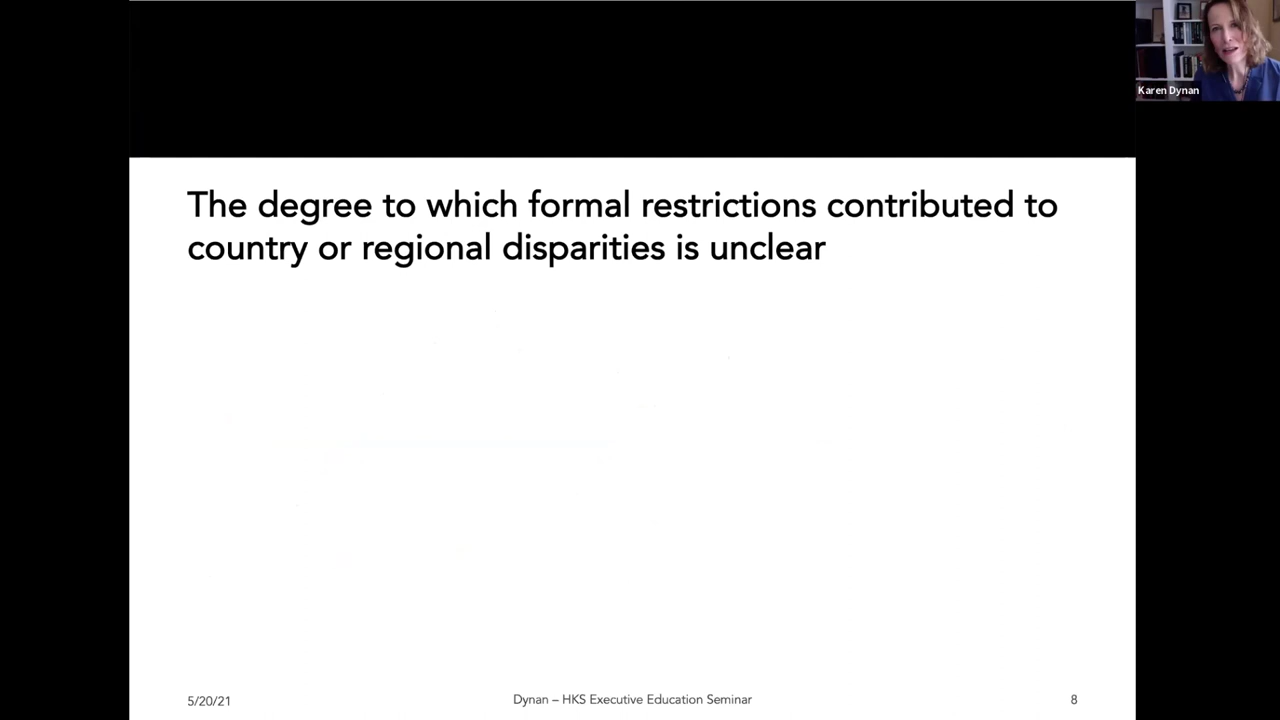 Karen Dynan
The degree to which formal restrictions contributed to
country or regional disparities is unclear
5/20/21
Dynan – HKS Executive Education Seminar
8